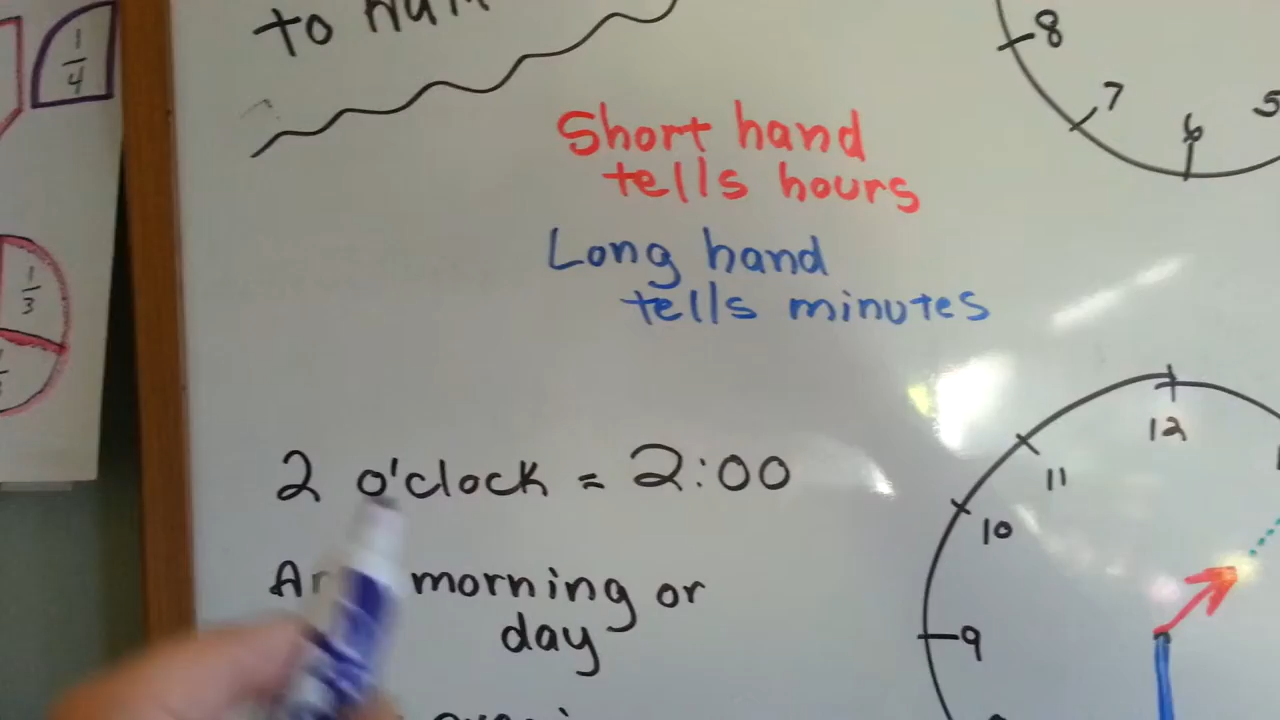 to
1/4
Short hand
tells hours
Long hand
tells minutes
8
7
6
5
1/3
2 o'clock = 2:00
morning or
day
12
11
10
9